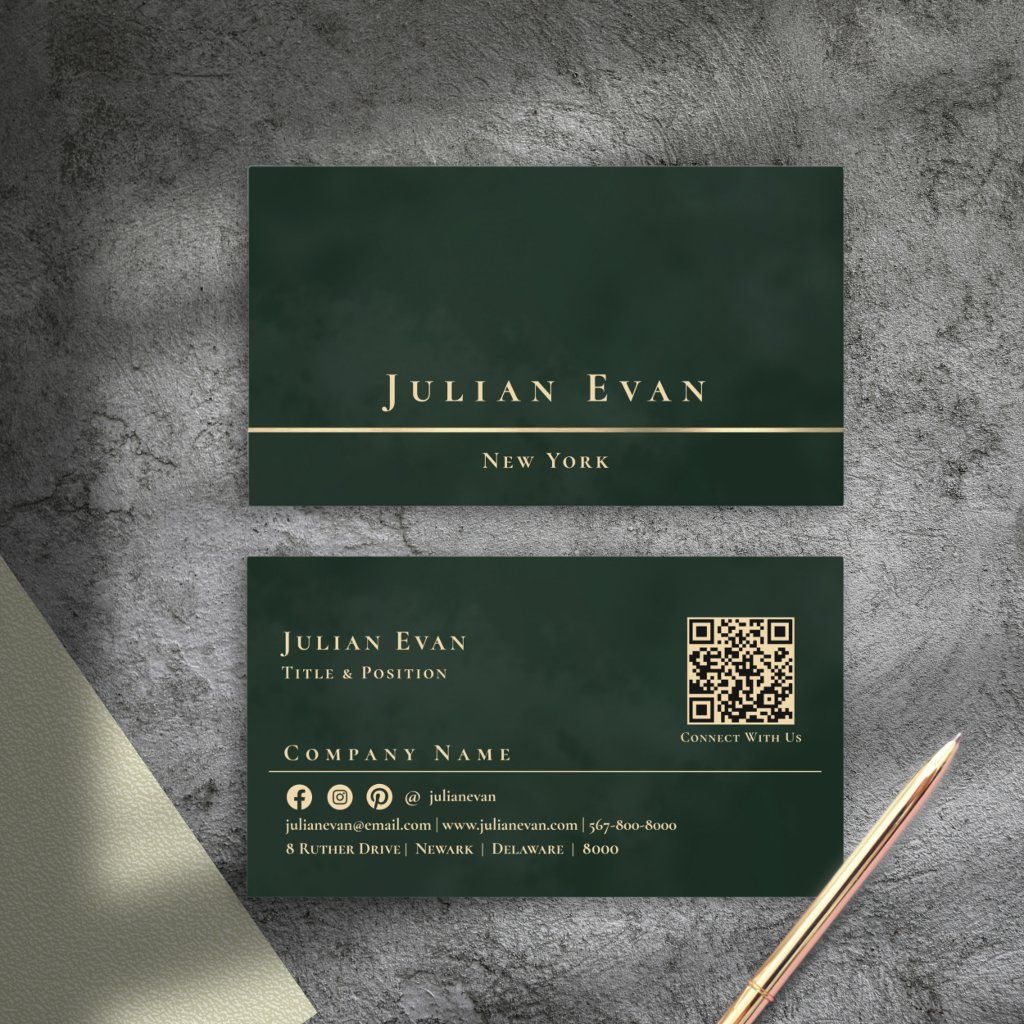 Julian Evan
New York
Julian Evan
Title & Position
Connect With Us
Company Name
@ julianevan
julianevan@email.com | www.julianevan.com | 567-800-8000
8 Ruther Drive | Newark | Delaware | 8000